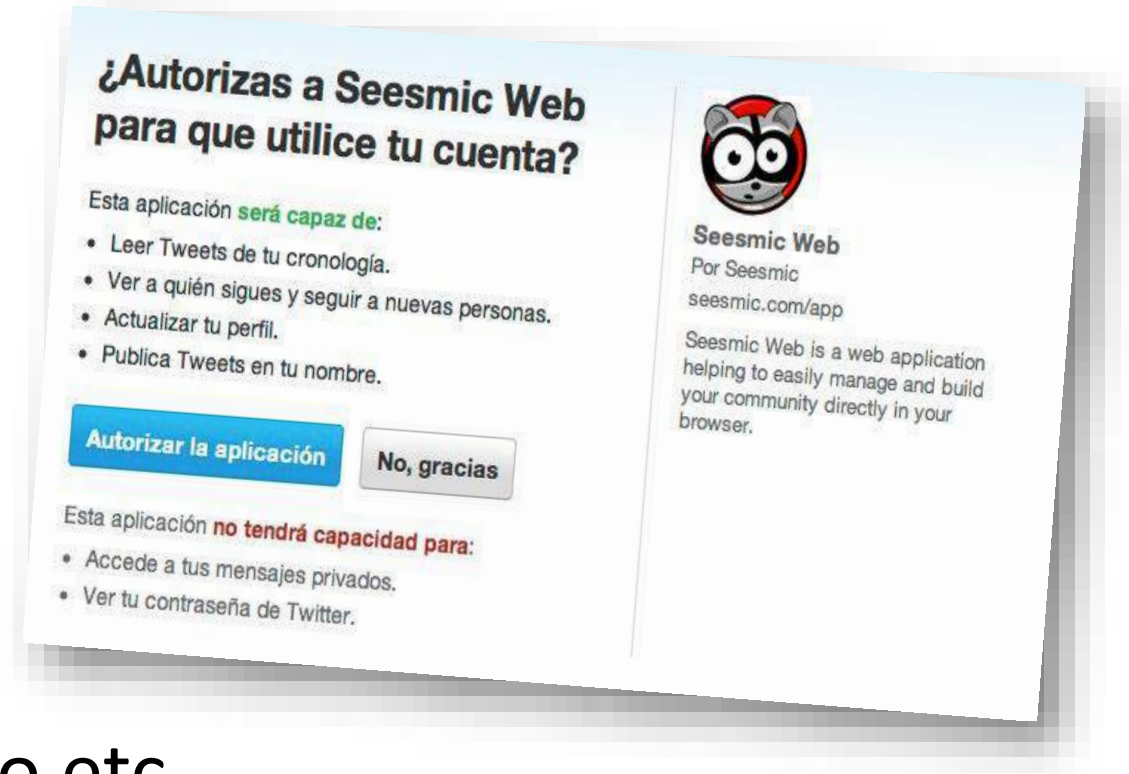 ¿Autorizas a Seesmic Web
para que utilice tu cuenta?
Esta aplicación será capaz de:
• Leer Tweets de tu cronología.
• Ver a quién sigues y seguir a nuevas personas.
• Actualizar tu perfil.
• Publica Tweets en tu nombre.
Autorizar la aplicación
No, gracias
Esta aplicación no tendrá capacidad para:
• Accede a tus mensajes privados.
• Ver tu contraseña de Twitter.
Seesmic Web
Por Seesmic
seesmic.com/app
Seesmic Web is a web application
helping to easily manage and build
your community directly in your
browser.
etc